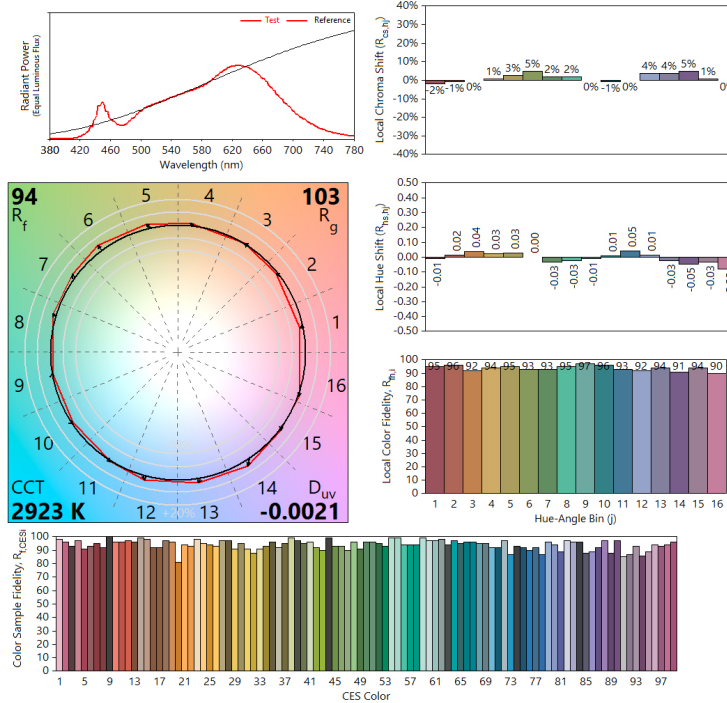 Test
Reference
Radiant Power
(Equal Luminous Flux)
380 420 460 500 540 580 620 660 700 740 780
Wavelength (nm)
Local Chroma Shift (Rcs,hj)
40%
30%
20%
10%
0%
-10%
-20%
-30%
-40%
-2% -1% 0% 1% 3% 5% 2% 2% 0% -1% 0% 4% 4% 5% 1% 0%
94
Rf
103
Rg
1
2
3
4
5
6
7
8
9
10
11
12
13
14
15
16
+20%
CCT
2923 K
Duv
-0.0021
Local Hue Shift (Rhs,hj)
0.50
0.40
0.30
0.20
0.10
0.00
-0.10
-0.20
-0.30
-0.40
-0.50
-0.01 0.02 0.04 0.03 0.03 0.00 -0.03 -0.03 -0.01 0.01 0.05 0.01 -0.03 -0.05 -0.03
Local Color Fidelity, Rfh,i
100
90
80
70
60
50
40
30
20
10
0
95 96 92 94 95 93 93 95 97 96 93 92 94 91 94 90
1 2 3 4 5 6 7 8 9 10 11 12 13 14 15 16
Hue-Angle Bin (j)
Color Sample Fidelity, Rf,CESi
100
90
80
70
60
50
40
30
20
10
0
1 5 9 13 17 21 25 29 33 37 41 45 49 53 57 61 65 69 73 77 81 85 89 93 97
CES Color